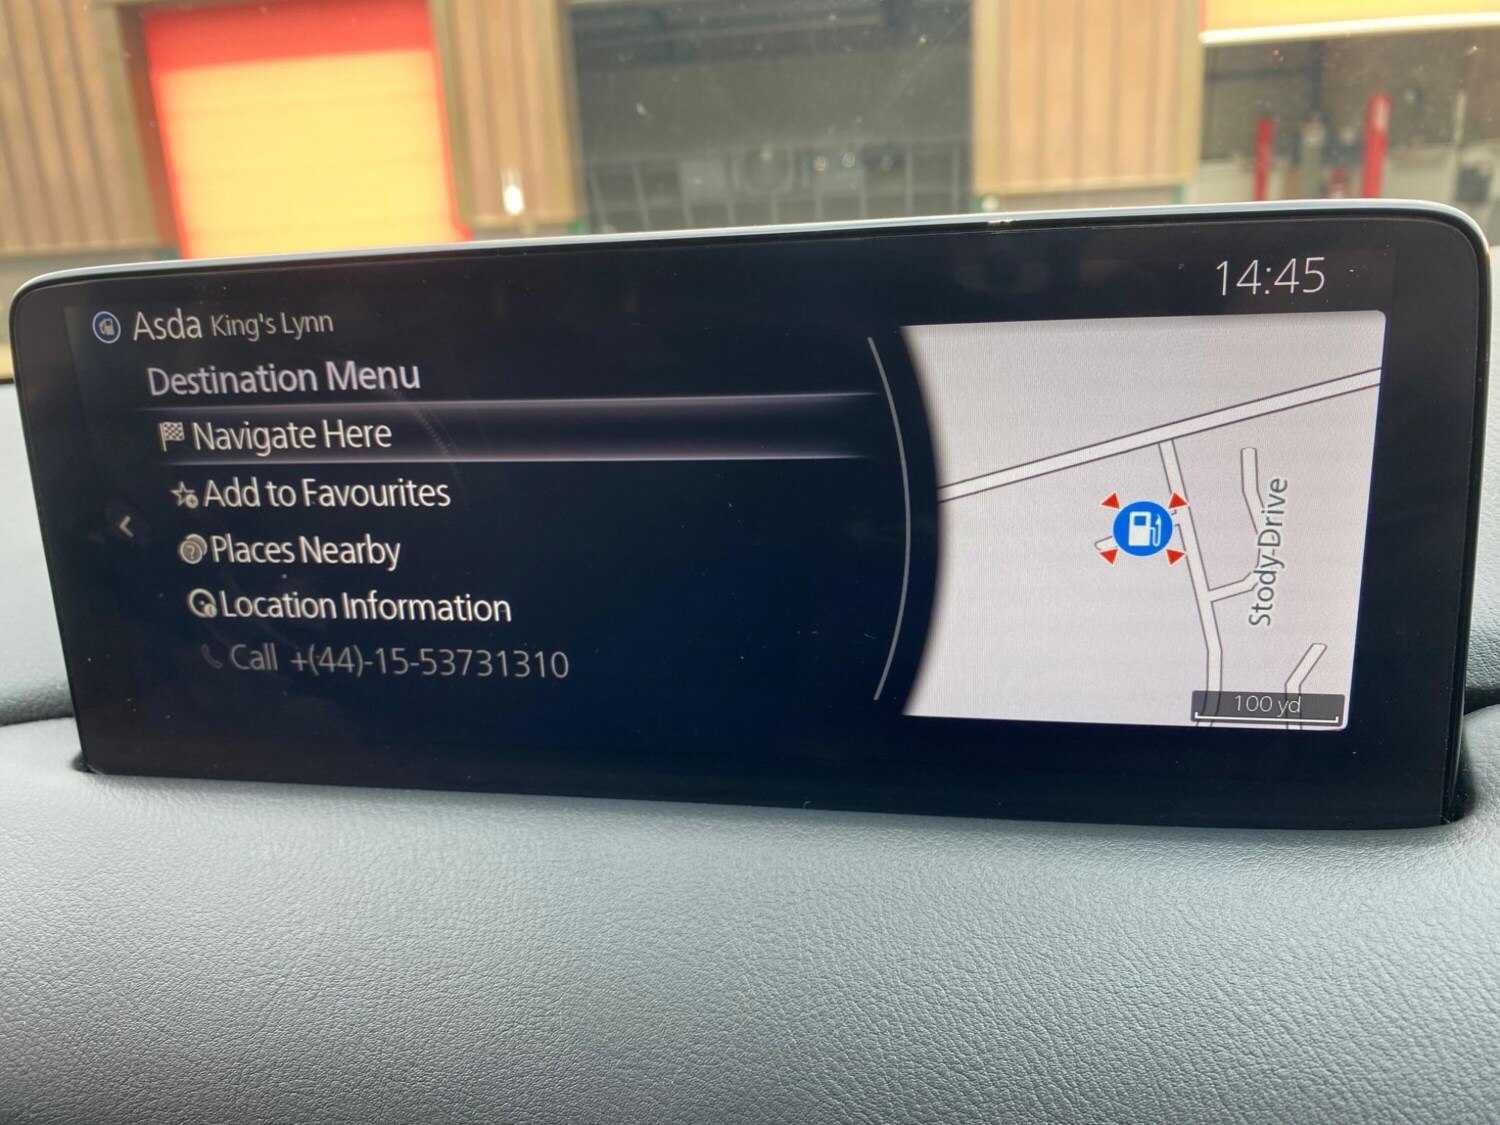 14:45
Asda King's Lynn
Destination Menu
Navigate Here
Add to Favourites
Places Nearby
Location Information
Call +(44)-15-53731310
Stody Drive
100 yd